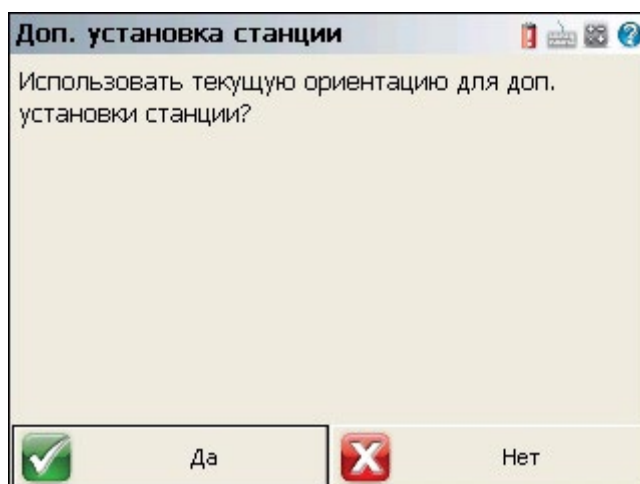 Доп. установка станции
Использовать текущую ориентацию для доп.
установки станции?
Да
Нет